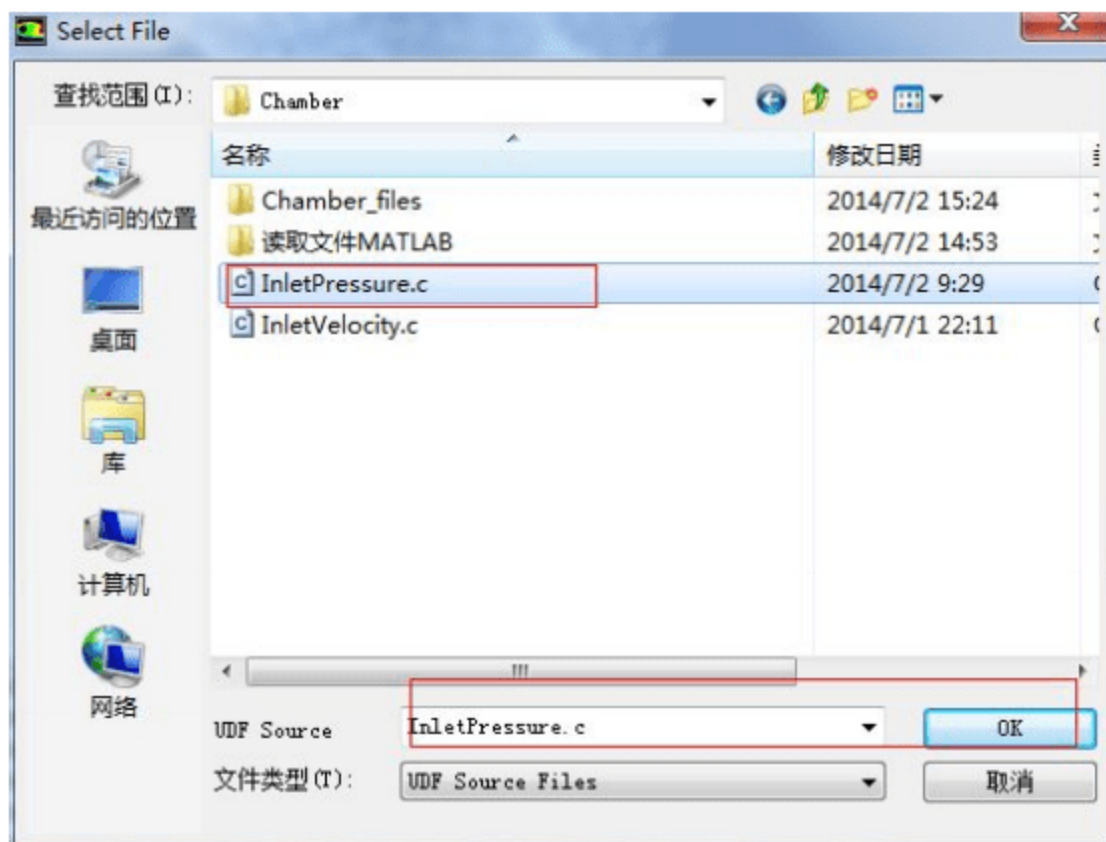 Select File
查找范围(I):
Chamber
名称
修改日期
Chamber_files
2014/7/2 15:24
读取文件MATLAB
2014/7/2 14:53
InletPressure.c
2014/7/2 9:29
InletVelocity.c
2014/7/1 22:11
最近访问的位置
桌面
库
计算机
网络
UDF Source
InletPressure.c
OK
文件类型(T):
UDF Source Files
取消